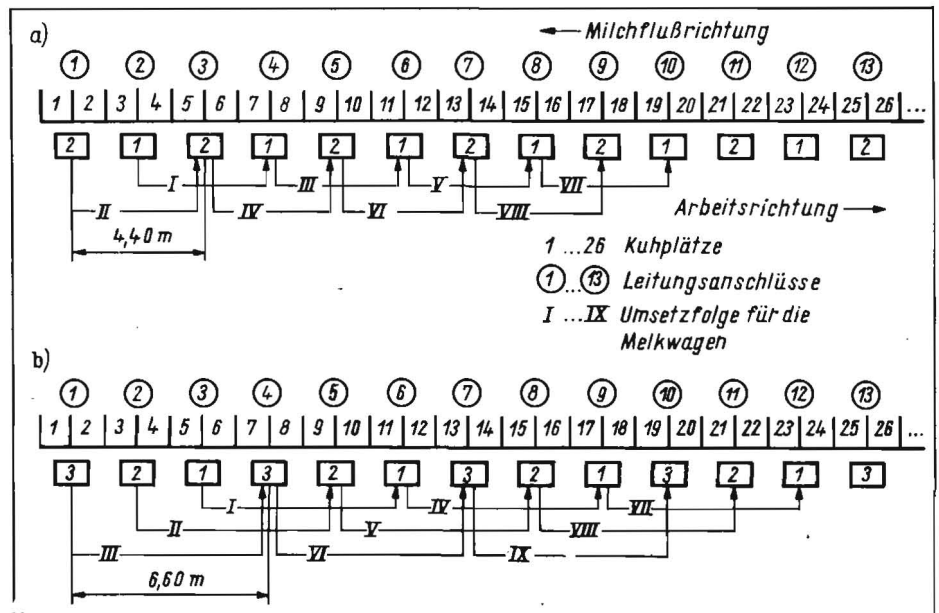 a)
← Milchflußrichtung
1 2 3 4 5 6 7 8 9 10 11 12 13
1 2 3 4 5 6 7 8 9 10 11 12 13 14 15 16 17 18 19 20 21 22 23 24 25 26 ...
2 1 2 1 2 1 2 1 2 1 2 1 2
I III V VII
II IV VI VIII
Arbeitsrichtung →
4,40 m
1 ...26 Kuhplätze
1...13 Leitungsanschlüsse
I ...IX Umsetzfolge für die
Melkwagen
b)
1 2 3 4 5 6 7 8 9 10 11 12 13
1 2 3 4 5 6 7 8 9 10 11 12 13 14 15 16 17 18 19 20 21 22 23 24 25 26 ...
3 2 1 3 2 1 3 2 1 3 2 1 3
I IV VII
II V VIII
III VI IX
6,60 m